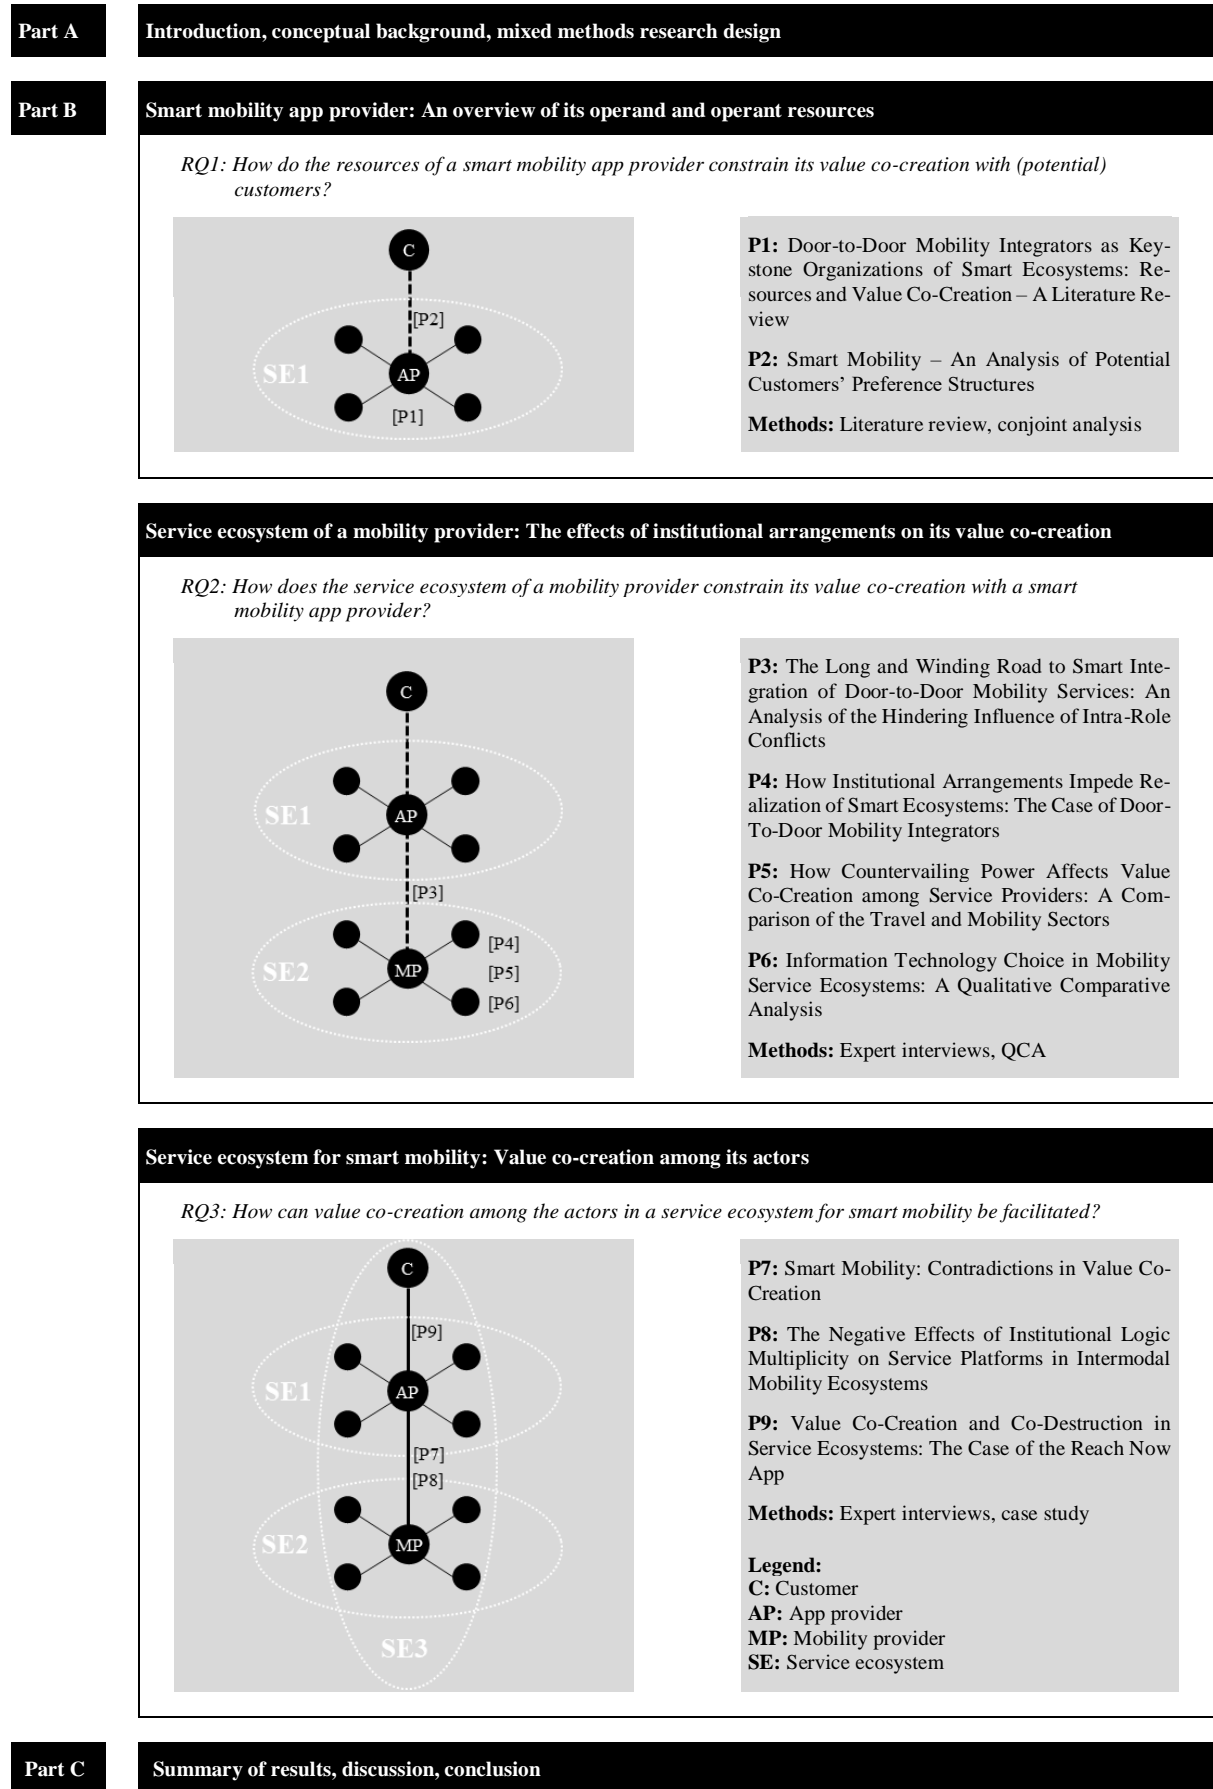 Part A
Introduction, conceptual background, mixed methods research design
Part B
Smart mobility app provider: An overview of its operand and operant resources
RQ1: How do the resources of a smart mobility app provider constrain its value co-creation with (potential)
customers?
C
[P2]
SE1
AP
[P1]
P1: Door-to-Door Mobility Integrators as Key-
stone Organizations of Smart Ecosystems: Re-
sources and Value Co-Creation – A Literature Re-
view
P2: Smart Mobility – An Analysis of Potential
Customers’ Preference Structures
Methods: Literature review, conjoint analysis
Service ecosystem of a mobility provider: The effects of institutional arrangements on its value co-creation
RQ2: How does the service ecosystem of a mobility provider constrain its value co-creation with a smart
mobility app provider?
C
SE1
AP
[P3]
[P4]
SE2
MP
[P5]
[P6]
P3: The Long and Winding Road to Smart Inte-
gration of Door-to-Door Mobility Services: An
Analysis of the Hindering Influence of Intra-Role
Conflicts
P4: How Institutional Arrangements Impede Re-
alization of Smart Ecosystems: The Case of Door-
To-Door Mobility Integrators
P5: How Countervailing Power Affects Value
Co-Creation among Service Providers: A Com-
parison of the Travel and Mobility Sectors
P6: Information Technology Choice in Mobility
Service Ecosystems: A Qualitative Comparative
Analysis
Methods: Expert interviews, QCA
Service ecosystem for smart mobility: Value co-creation among its actors
RQ3: How can value co-creation among the actors in a service ecosystem for smart mobility be facilitated?
C
[P9]
SE1
AP
[P7]
[P8]
SE2
MP
SE3
P7: Smart Mobility: Contradictions in Value Co-
Creation
P8: The Negative Effects of Institutional Logic
Multiplicity on Service Platforms in Intermodal
Mobility Ecosystems
P9: Value Co-Creation and Co-Destruction in
Service Ecosystems: The Case of the Reach Now
App
Methods: Expert interviews, case study
Legend:
C: Customer
AP: App provider
MP: Mobility provider
SE: Service ecosystem
Part C
Summary of results, discussion, conclusion